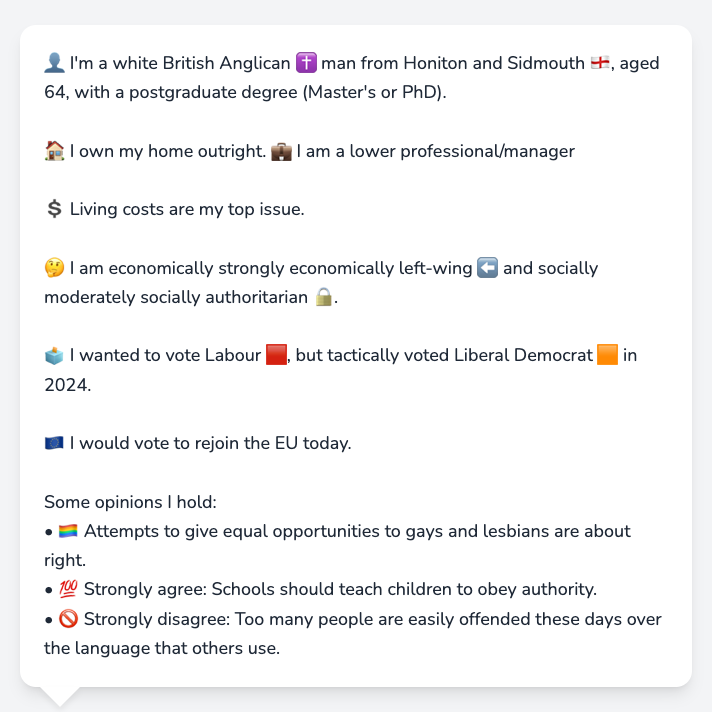 👤 I'm a white British Anglican ✝️ man from Honiton and Sidmouth 🏴󠁧󠁢󠁥󠁮󠁧󠁿, aged
64, with a postgraduate degree (Master's or PhD).
🏠 I own my home outright. 💼 I am a lower professional/manager
💲 Living costs are my top issue.
🤔 I am economically strongly economically left-wing ⬅️ and socially
moderately socially authoritarian 🔒.
🗳️ I wanted to vote Labour 🟥, but tactically voted Liberal Democrat 🟧 in
2024.
🇪🇺 I would vote to rejoin the EU today.
Some opinions I hold:
• 🏳️‍🌈 Attempts to give equal opportunities to gays and lesbians are about
right.
• 💯 Strongly agree: Schools should teach children to obey authority.
• 🚫 Strongly disagree: Too many people are easily offended these days over
the language that others use.